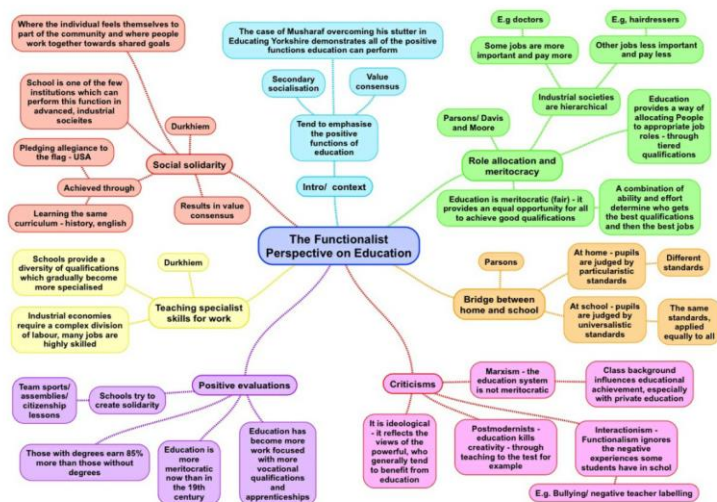 The Functionalist
Perspective on Education
Intro/ context
Tend to emphasise
the positive
functions of
education
Secondary
socialisation
Value
consensus
The case of Musharaf overcoming his stutter in
Educating Yorkshire demonstrates all of the positive
functions education can perform
Role allocation and
meritocracy
Parsons/ Davis
and Moore
Industrial societies
are hierarchical
Some jobs are more
important and pay more
E.g doctors
Other jobs less important
and pay less
E.g, hairdressers
Education
provides a way of
allocating People
to appropriate job
roles - through
tiered
qualifications
Education is meritocratic (fair) - it
provides an equal opportunity for all
to achieve good qualifications
A combination of
ability and effort
determine who gets
the best qualifications
and then the best jobs
Bridge between
home and school
Parsons
At home - pupils
are judged by
particularistic
standards
Different
standards
At school - pupils
are judged by
universalistic
standards
The same
standards,
applied
equally to all
Criticisms
Marxism - the
education system
is not meritocratic
Class background
influences educational
achievement, especially
with private education
Interactionism -
Functionalism ignores
the negative
experiences some
students have in schol
E.g. Bullying/ negative teacher labelling
Postmodernists -
education kills
creativity - through
teaching to the test for
example
It is ideological
- it reflects the
views of the
powerful, who
generally tend
to benefit from
education
Positive evaluations
Education has
become more
work focused
with more
vocational
qualifications and
apprenticeships
Education is
more
meritocratic
now than in
the 19th
century
Those with degrees earn 85%
more than those without
degrees
Schools try to
create solidarity
Team sports/
assemblies/
citizenship
lessons
Teaching specialist
skills for work
Durkhiem
Schools provide a
diversity of qualifications
which gradually become
more specialised
Industrial economies
require a complex division
of labour, many jobs are
highly skilled
Social solidarity
Durkhiem
Where the individual feels themselves to
part of the community and where people
work together towards shared goals
School is one of the few
institutions which can
perform this function in
advanced, industrial
socieites
Achieved through
Pledging allegiance to
the flag - USA
Learning the same
curriculum - history, english
Results in value
consensus